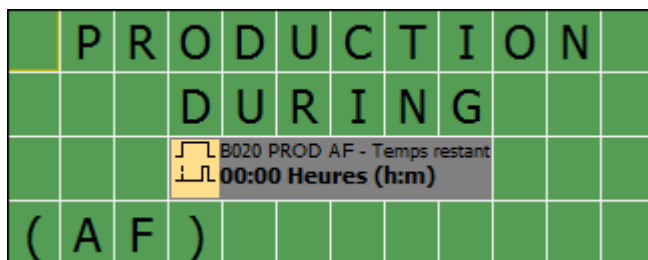 PRODUCTION
DURING
B020 PROD AF - Temps restant
00:00 Heures (h:m)
(AF)